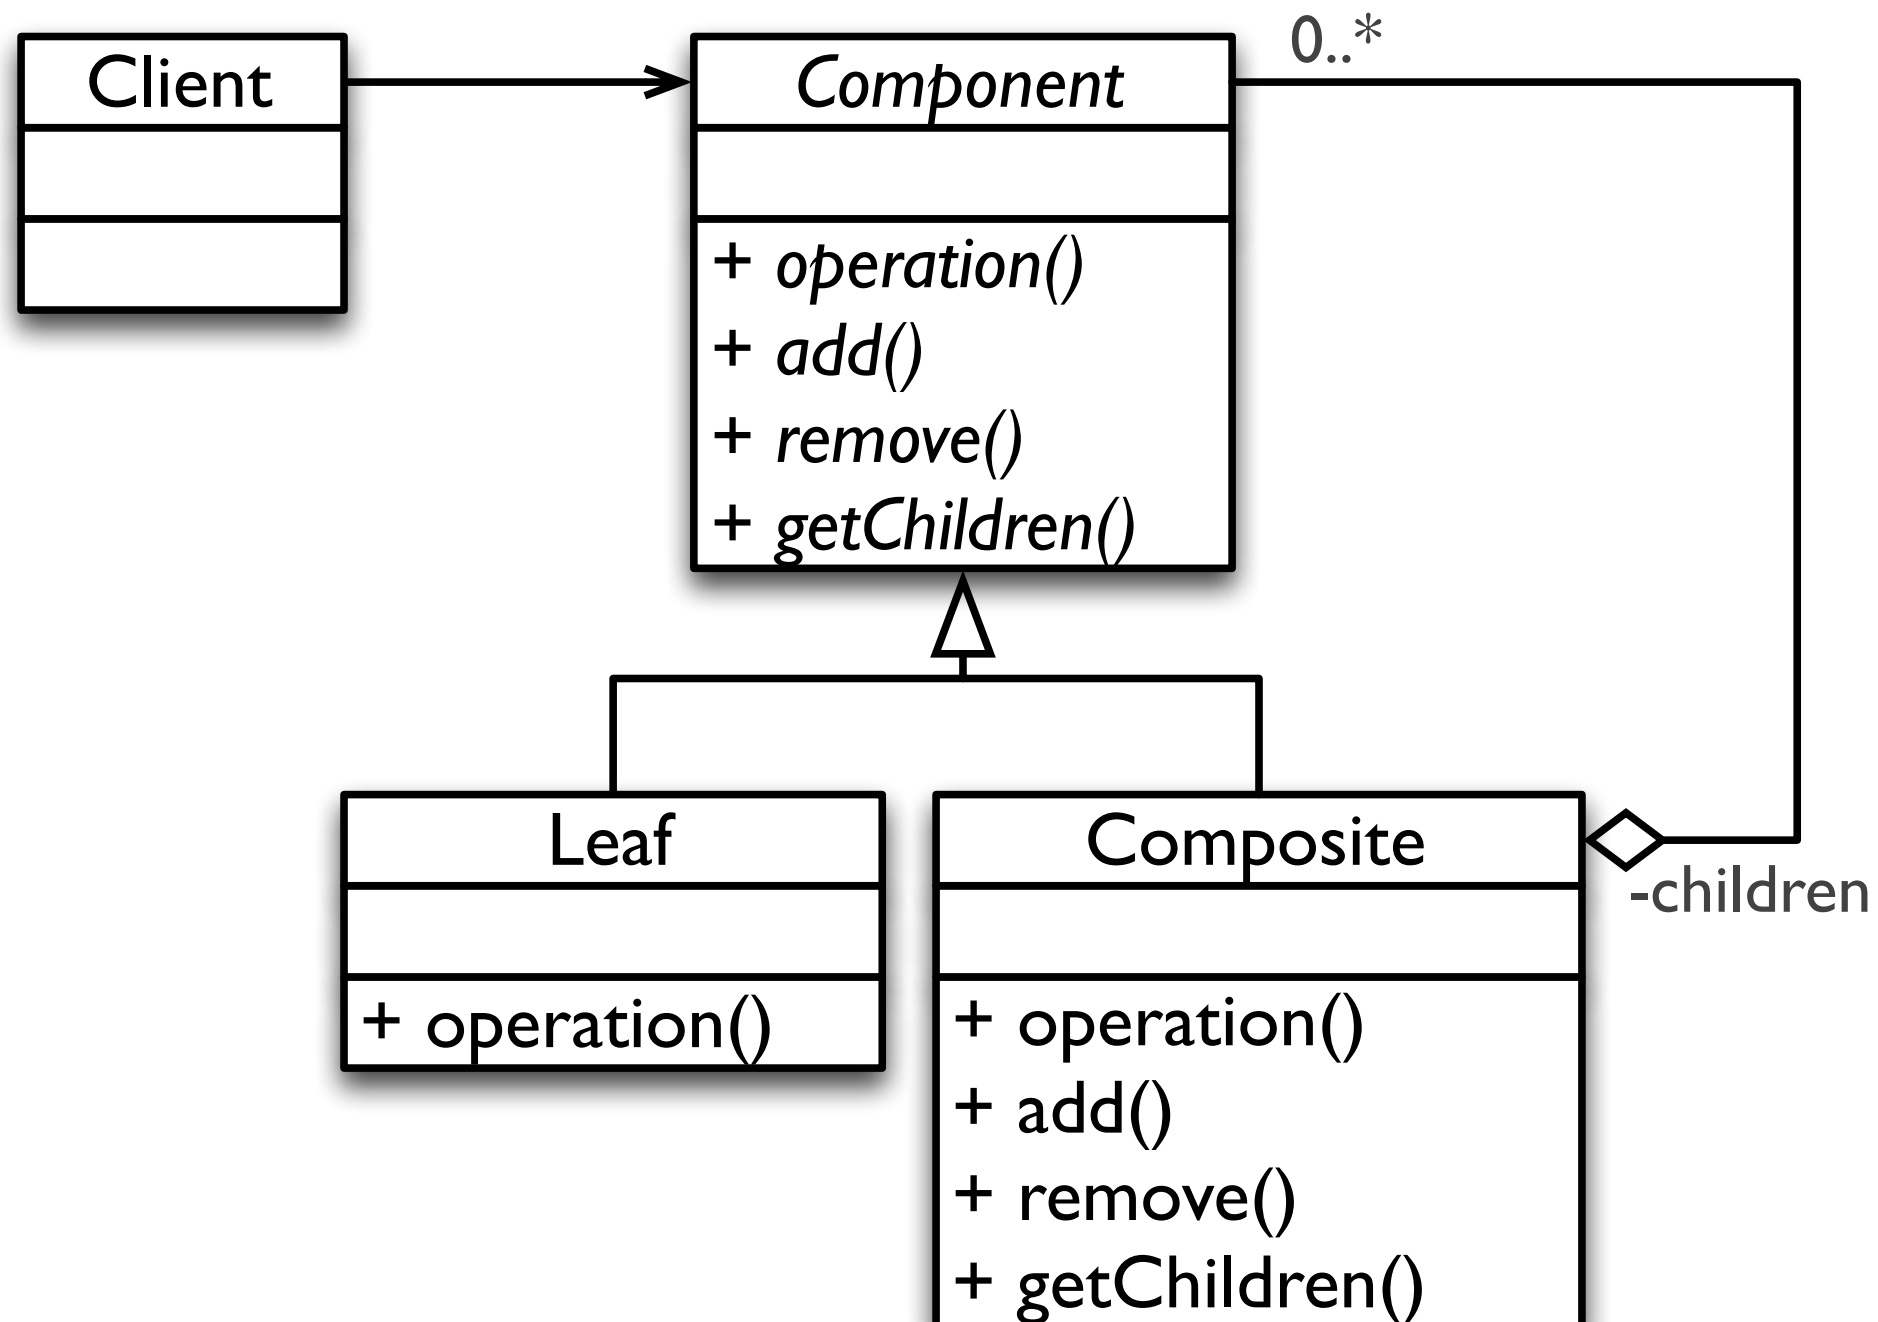 Client
Component
0..*
+ operation()
+ add()
+ remove()
+ getChildren()
Leaf
+ operation()
Composite
-children
+ operation()
+ add()
+ remove()
+ getChildren()